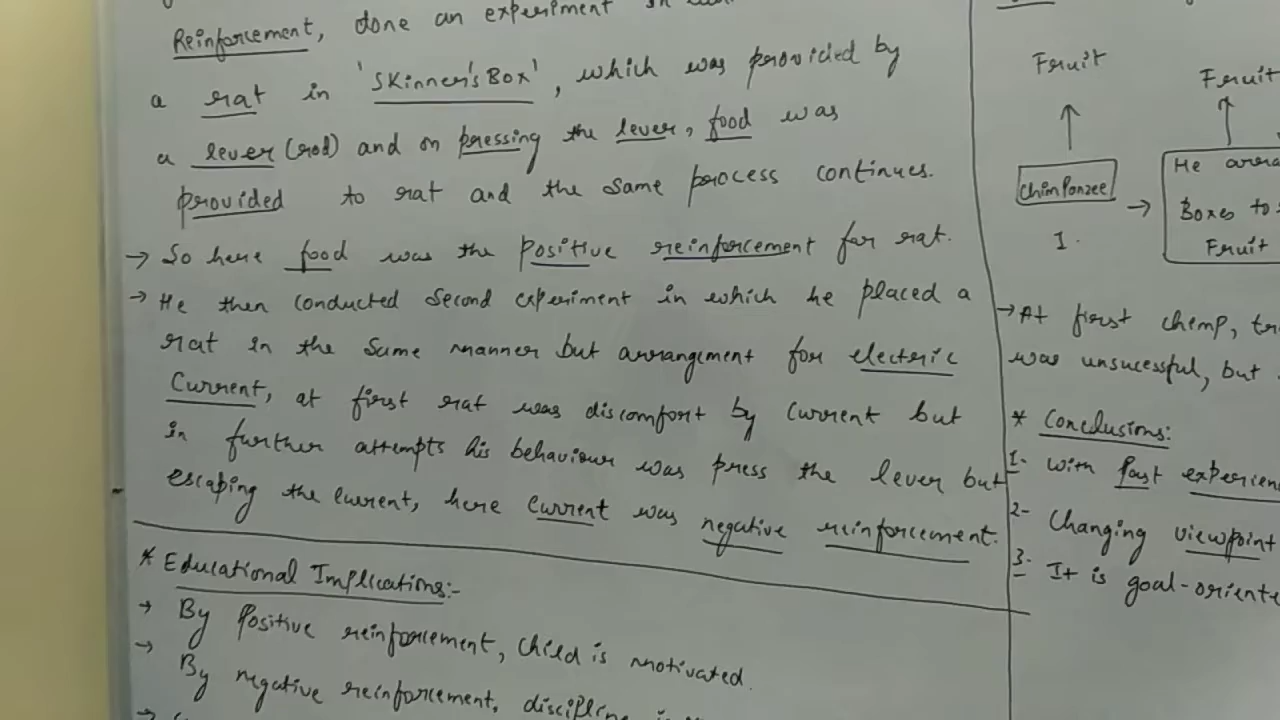 Reinforcement, done an experiment
a rat in 'Skinner's Box', which was provided by
a lever (rod) and on pressing the lever, food was
provided to rat and the same process continues.
→ So here food was the positive reinforcement for rat.
→ He then conducted second experiment in which he placed a
rat in the same manner but arrangement for electric
current, at first rat was discomfort by current but
in further attempts his behaviour was press the lever but
escaping the current, here current was negative reinforcement.
* Educational Implications:-
→ By Positive reinforcement, child is motivated.
→ By negative reinforcement, discipline
Fruit
Fruit
Chimponzee
→
He
Boxes to
Fruit
I.
→ At first chimp,
was unsucessful, but
* Conclusions:
1- with Past
2- Changing viewpoint
3- It is